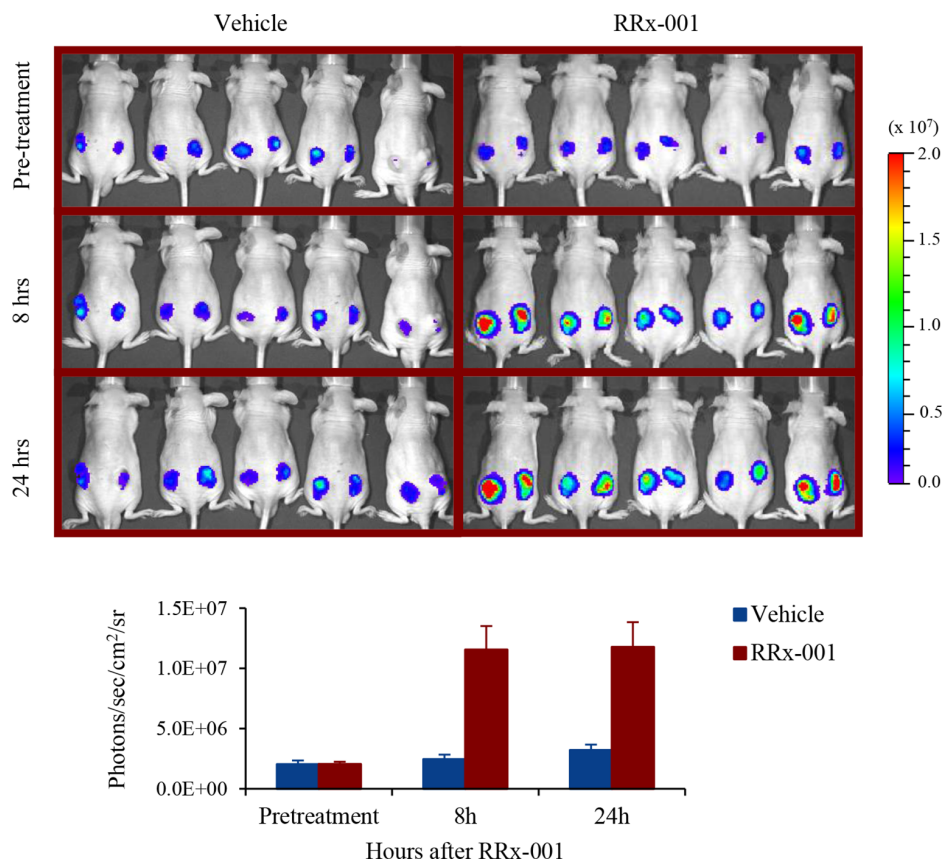 Vehicle
RRx-001
Pre-treatment
8 hrs
24 hrs
(x 10⁷)
2.0
1.5
1.0
0.5
0.0
Photons/sec/cm²/sr
1.5E+07
1.0E+07
5.0E+06
0.0E+00
Pretreatment
8h
24h
Hours after RRx-001
Vehicle
RRx-001